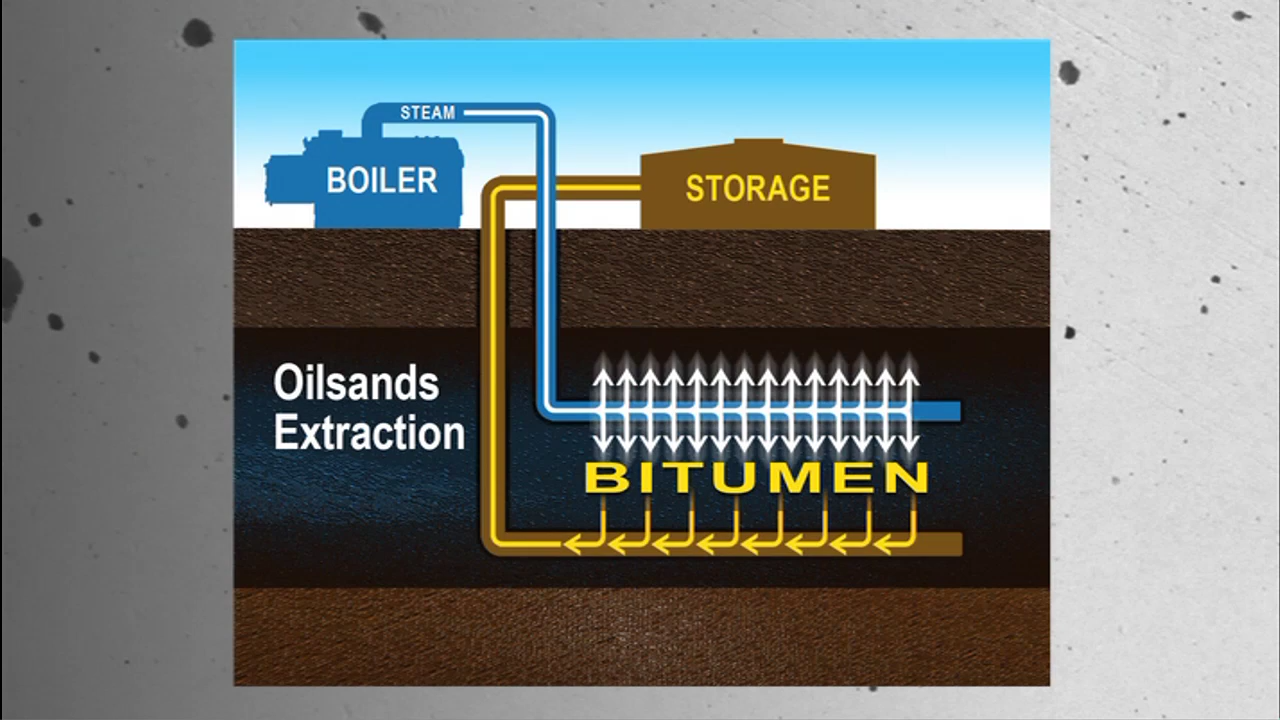 STEAM
BOILER
STORAGE
Oilsands
Extraction
BITUMEN